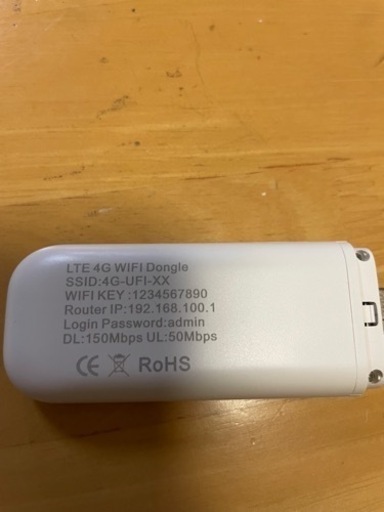 LTE 4G WIFI Dongle
SSID:4G-UFI-XX
WIFI KEY :1234567890
Router IP:192.168.100.1
Login Password:admin
DL:150Mbps UL:50Mbps
CE RoHS